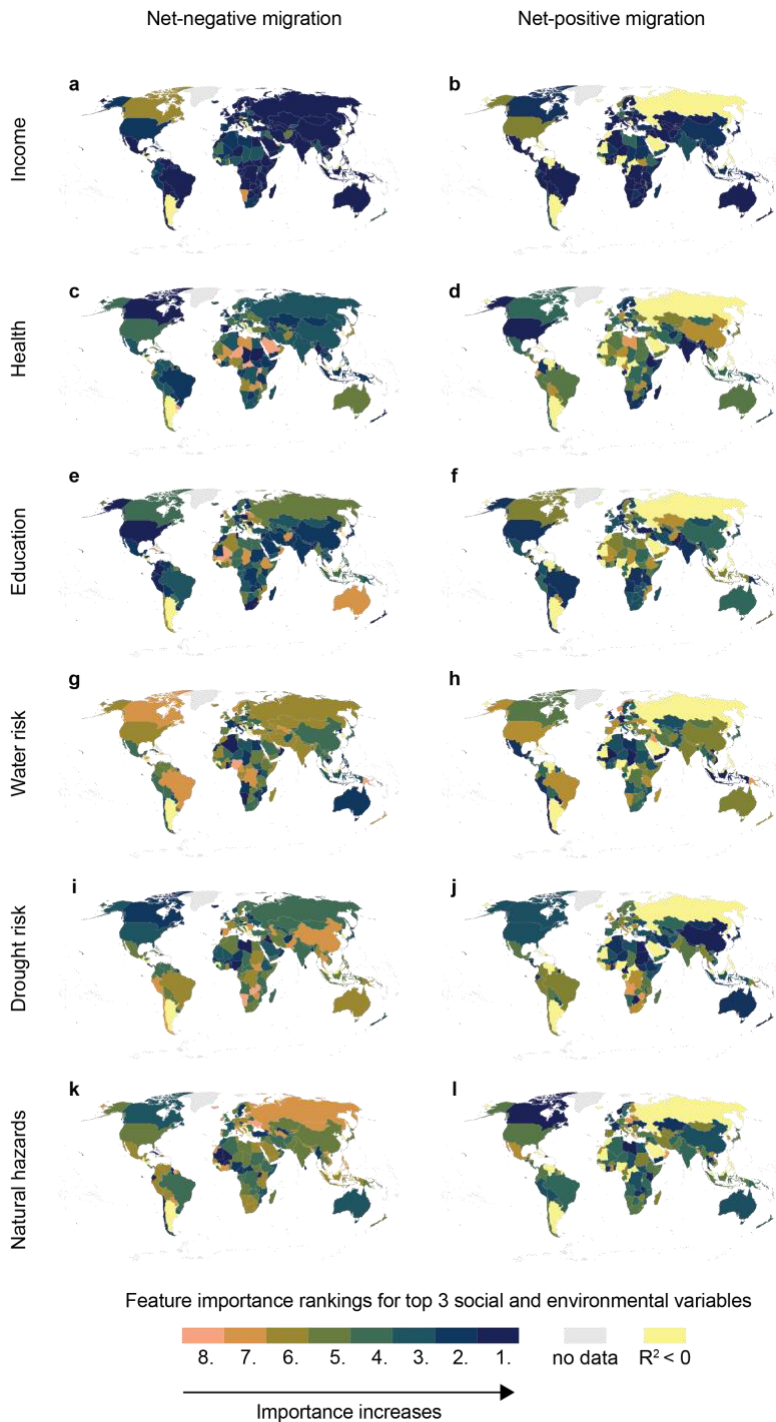 Net-negative migration Net-positive migration
a b
Income
c d
Health
e f
Education
g h
Water risk
i j
Drought risk
k l
Natural hazards
Feature importance rankings for top 3 social and environmental variables
8. 7. 6. 5. 4. 3. 2. 1. no data R² < 0
Importance increases